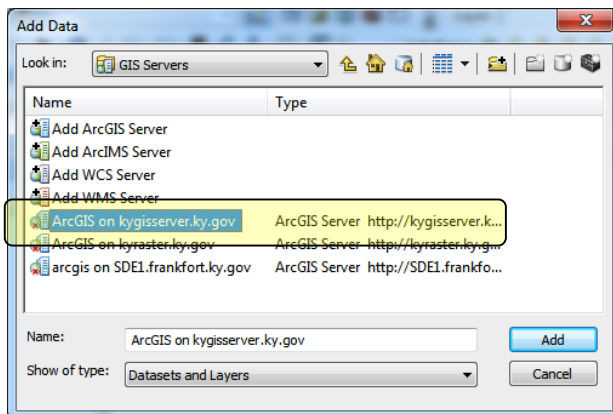 Add Data
Look in: GIS Servers
Name Type
Add ArcGIS Server
Add ArcIMS Server
Add WCS Server
Add WMS Server
ArcGIS on kygisserver.ky.gov ArcGIS Server http://kygisserver.k...
ArcGIS on kyraster.ky.gov ArcGIS Server http://kyraster.ky.g...
arcgis on SDE1.frankfort.ky.gov ArcGIS Server http://SDE1.frankfo...
Name: ArcGIS on kygisserver.ky.gov Add
Show of type: Datasets and Layers Cancel